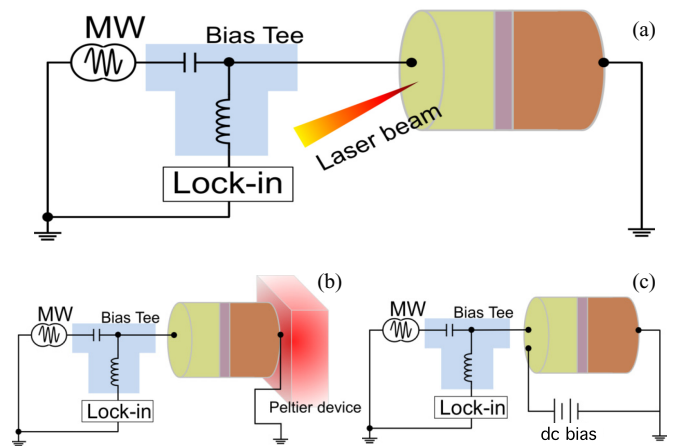 MW
Bias Tee
(a)
Laser beam
Lock-in
(b)
MW
Bias Tee
Lock-in
Peltier device
(c)
MW
Bias Tee
Lock-in
dc bias